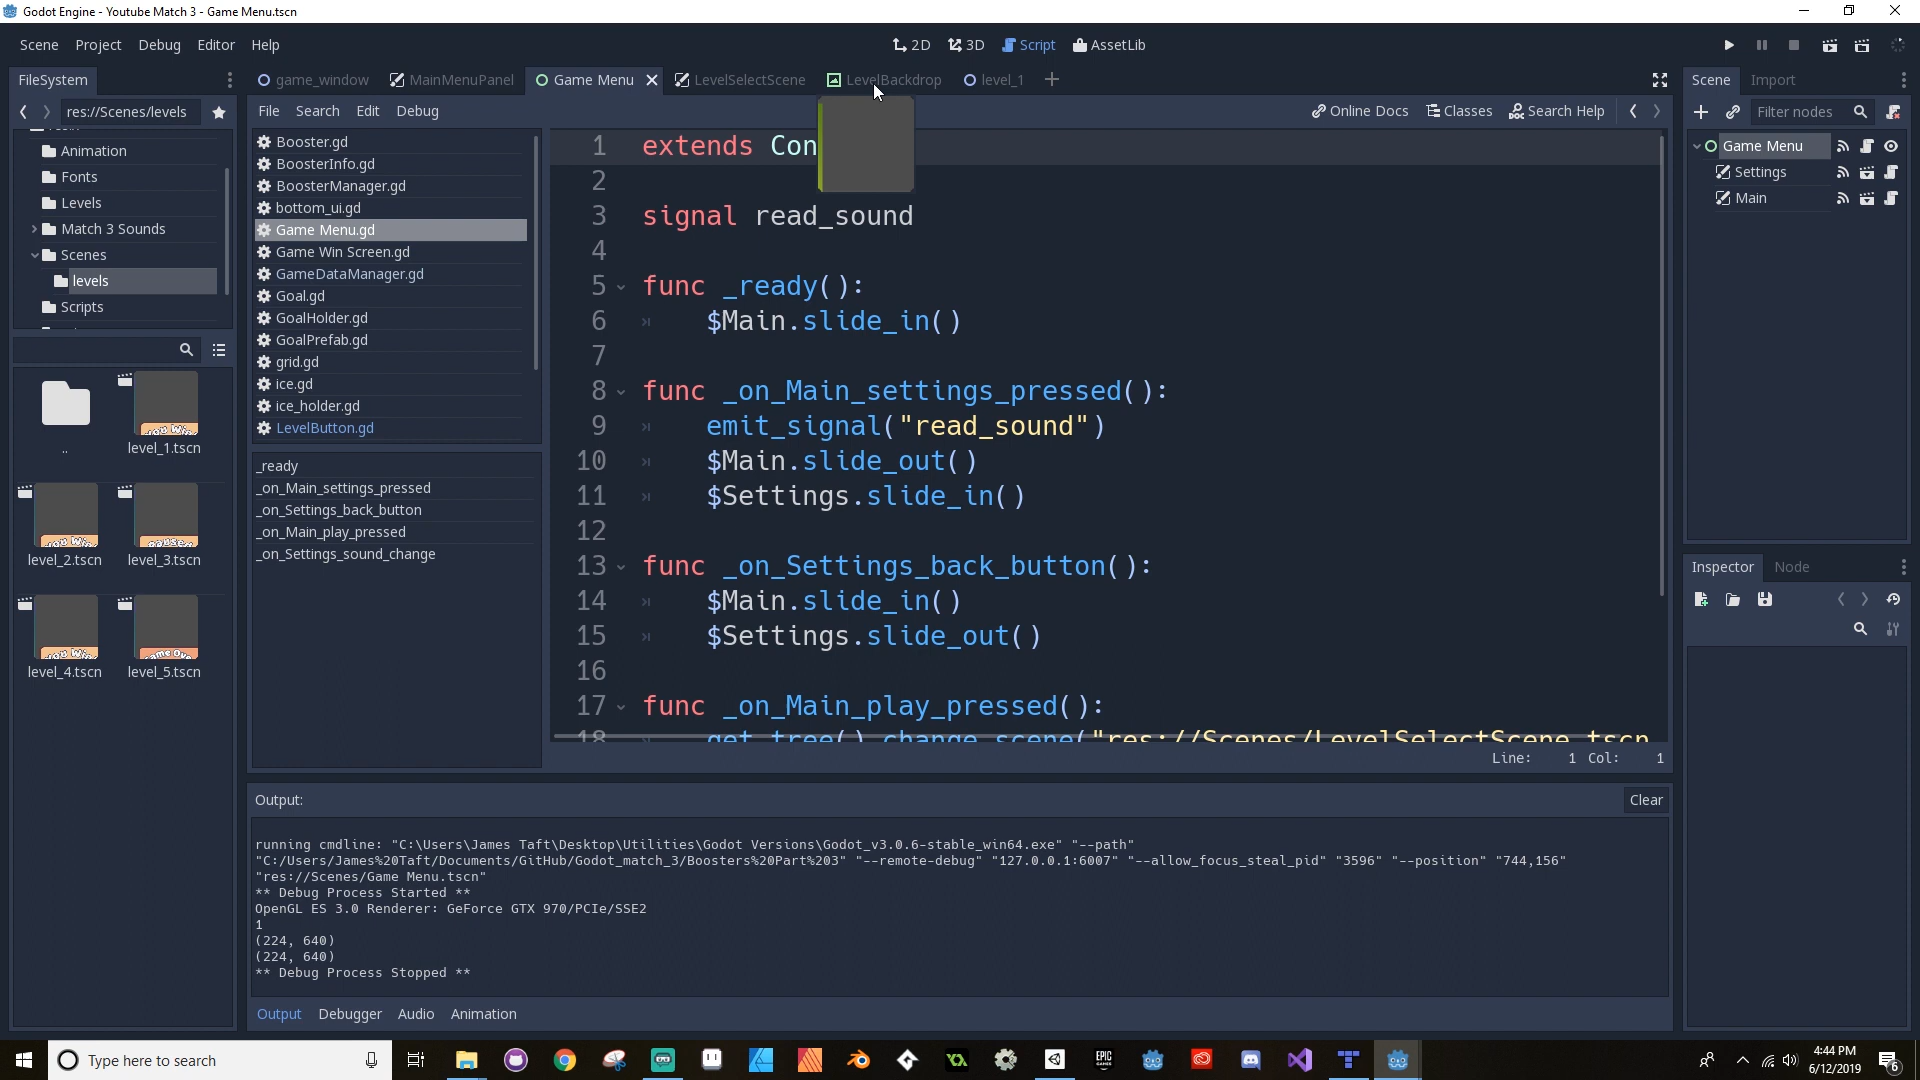 Godot Engine - Youtube Match 3 - Game Menu.tscn
Scene Project Debug Editor Help
2D 3D Script AssetLib
FileSystem
game_window MainMenuPanel Game Menu LevelSelectScene LevelBackdrop level_1
Scene Import
res://Scenes/levels
File Search Edit Debug
Online Docs Classes Search Help
Filter nodes
Animation
Fonts
Levels
Match 3 Sounds
Scenes
levels
Scripts
..
level_1.tscn
level_2.tscn
level_3.tscn
level_4.tscn
level_5.tscn
Booster.gd
BoosterInfo.gd
BoosterManager.gd
bottom_ui.gd
Game Menu.gd
Game Win Screen.gd
GameDataManager.gd
Goal.gd
GoalHolder.gd
GoalPrefab.gd
grid.gd
ice.gd
ice_holder.gd
LevelButton.gd
_ready
_on_Main_settings_pressed
_on_Settings_back_button
_on_Main_play_pressed
_on_Settings_sound_change
1 extends Con
2
3 signal read_sound
4
5 func _ready():
6 $Main.slide_in()
7
8 func _on_Main_settings_pressed():
9 emit_signal("read_sound")
10 $Main.slide_out()
11 $Settings.slide_in()
12
13 func _on_Settings_back_button():
14 $Main.slide_in()
15 $Settings.slide_out()
16
17 func _on_Main_play_pressed():
18 get_tree().change_scene("res://Scenes/LevelSelectScene.tscn
Line: 1 Col: 1
Game Menu
Settings
Main
Inspector Node
Output:
Clear
running cmdline: "C:\Users\James Taft\Desktop\Utilities\Godot Versions\Godot_v3.0.6-stable_win64.exe" "--path"
"C:/Users/James%20Taft/Documents/GitHub/Godot_match_3/Boosters%20Part%203" "--remote-debug" "127.0.0.1:6007" "--allow_focus_steal_pid" "3596" "--position" "744,156"
"res://Scenes/Game Menu.tscn"
** Debug Process Started **
OpenGL ES 3.0 Renderer: GeForce GTX 970/PCIe/SSE2
1
(224, 640)
(224, 640)
** Debug Process Stopped **
Output Debugger Audio Animation
Type here to search
EPIC GAMES
4:44 PM
6/12/2019
6